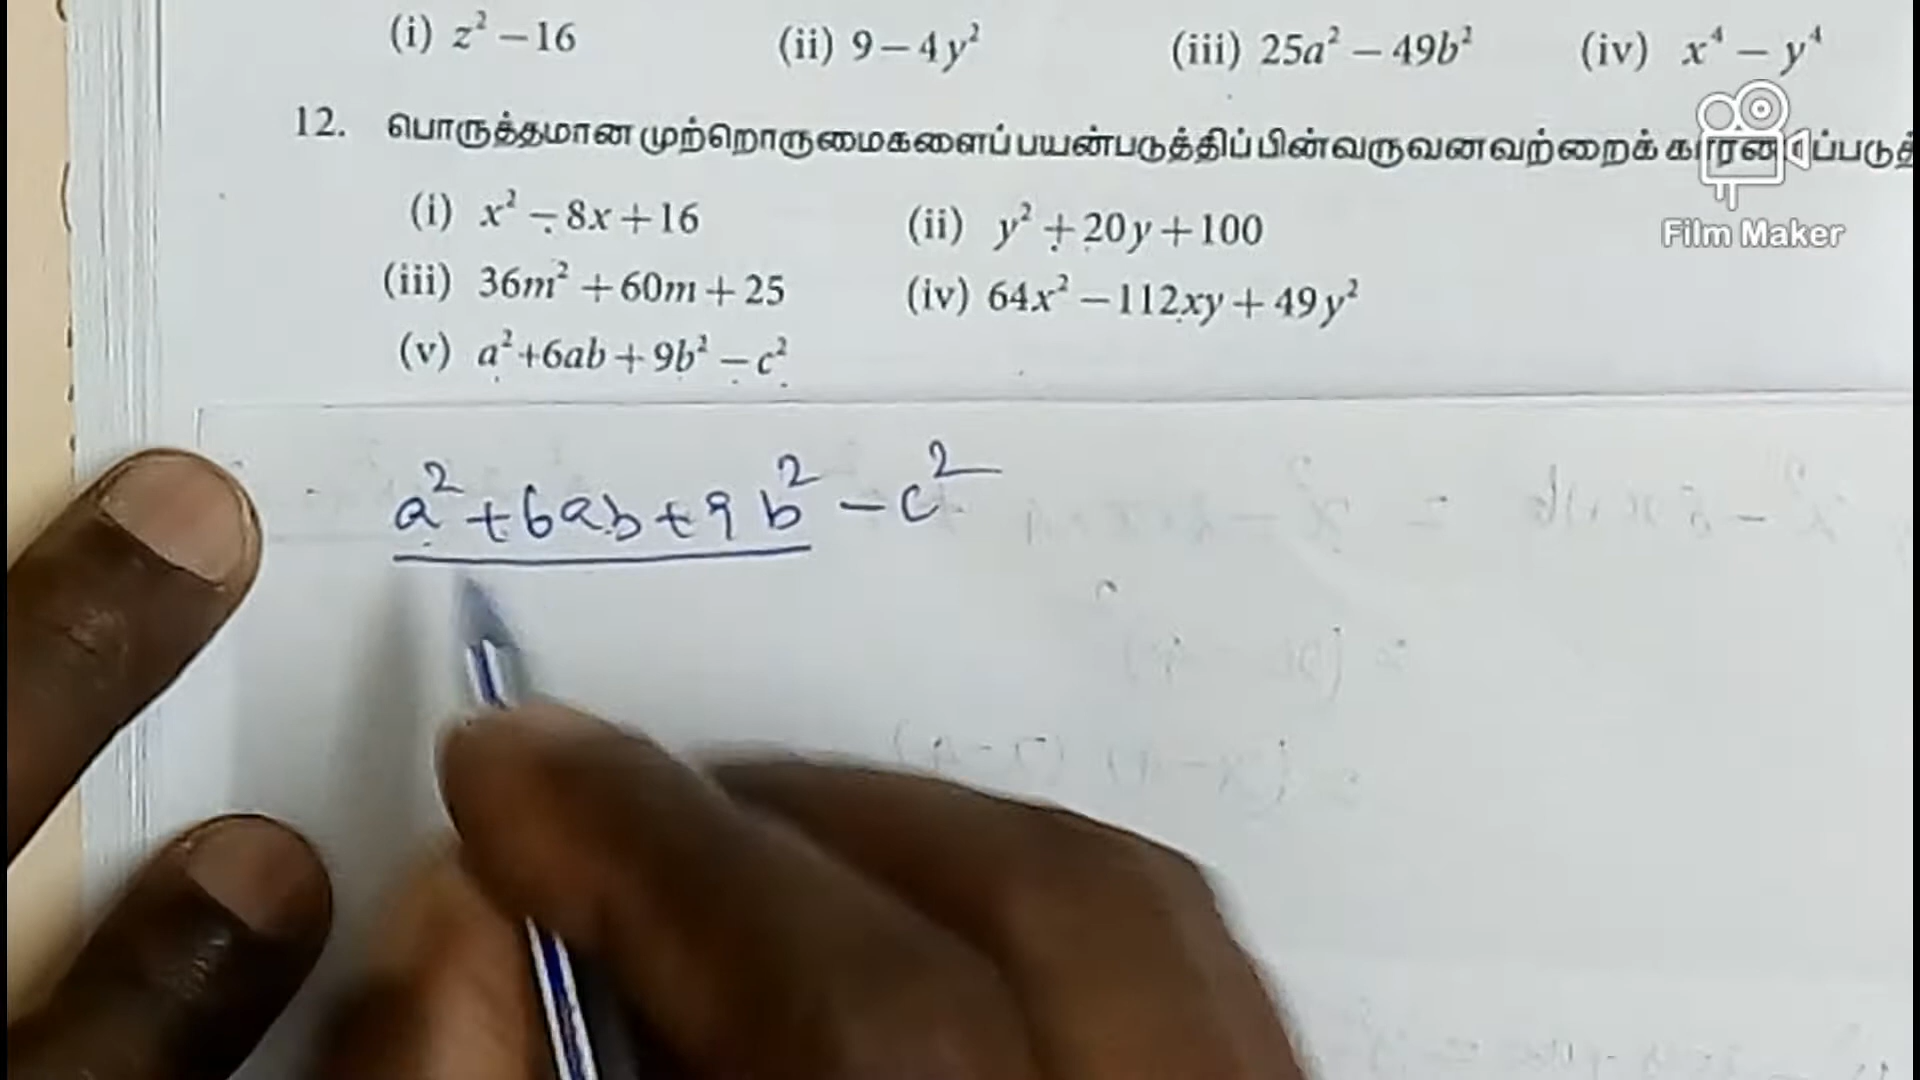 (i) z² – 16 (ii) 9 – 4y² (iii) 25a² – 49b² (iv) x⁴ – y⁴
12. பொருத்தமான முற்றொருமைகளைப் பயன்படுத்திப் பின்வருவனவற்றைக்
(i) x² – 8x + 16 (ii) y² + 20y + 100
(iii) 36m² + 60m + 25 (iv) 64x² – 112xy + 49y²
(v) a² + 6ab + 9b² – c²
a² + 6ab + 9b² – c²
Film Maker